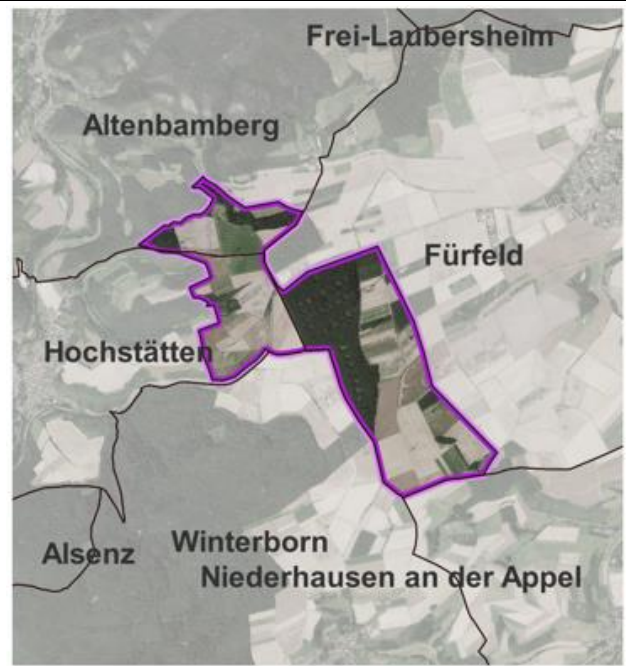 Frei-Laubersheim
Altenbamberg
Fürfeld
Hochstätten
Winterborn
Alsenz
Niederhausen an der Appel